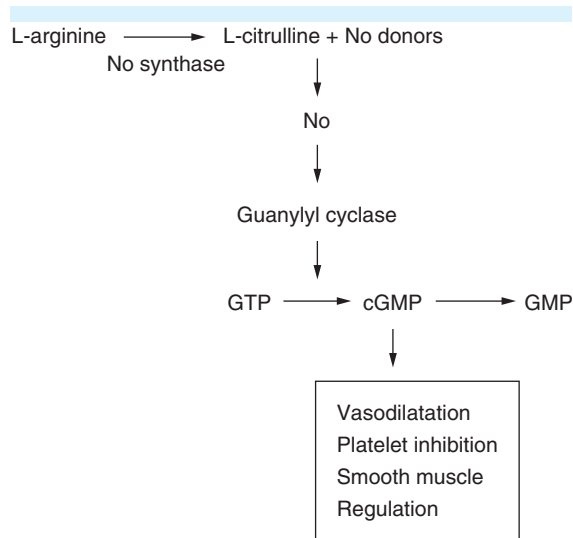 L-arginine
L-citrulline + No donors
No synthase
No
Guanylyl cyclase
GTP
cGMP
GMP
Vasodilatation
Platelet inhibition
Smooth muscle
Regulation